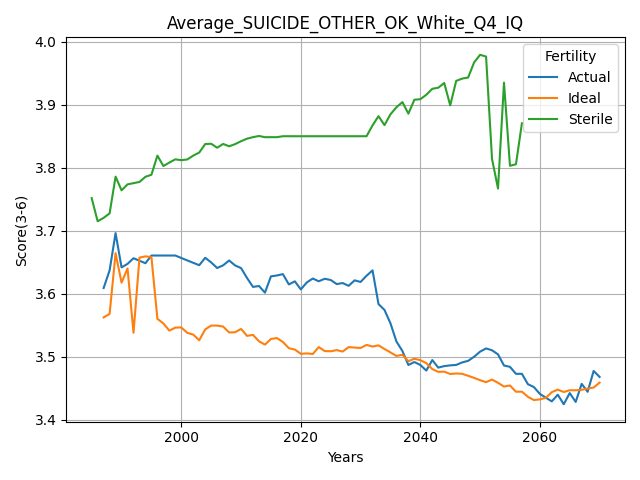 Average_SUICIDE_OTHER_OK_White_Q4_IQ
Fertility
Actual
Ideal
Sterile
Score(3-6)
4.0
3.9
3.8
3.7
3.6
3.5
3.4
2000 2020 2040 2060
Years